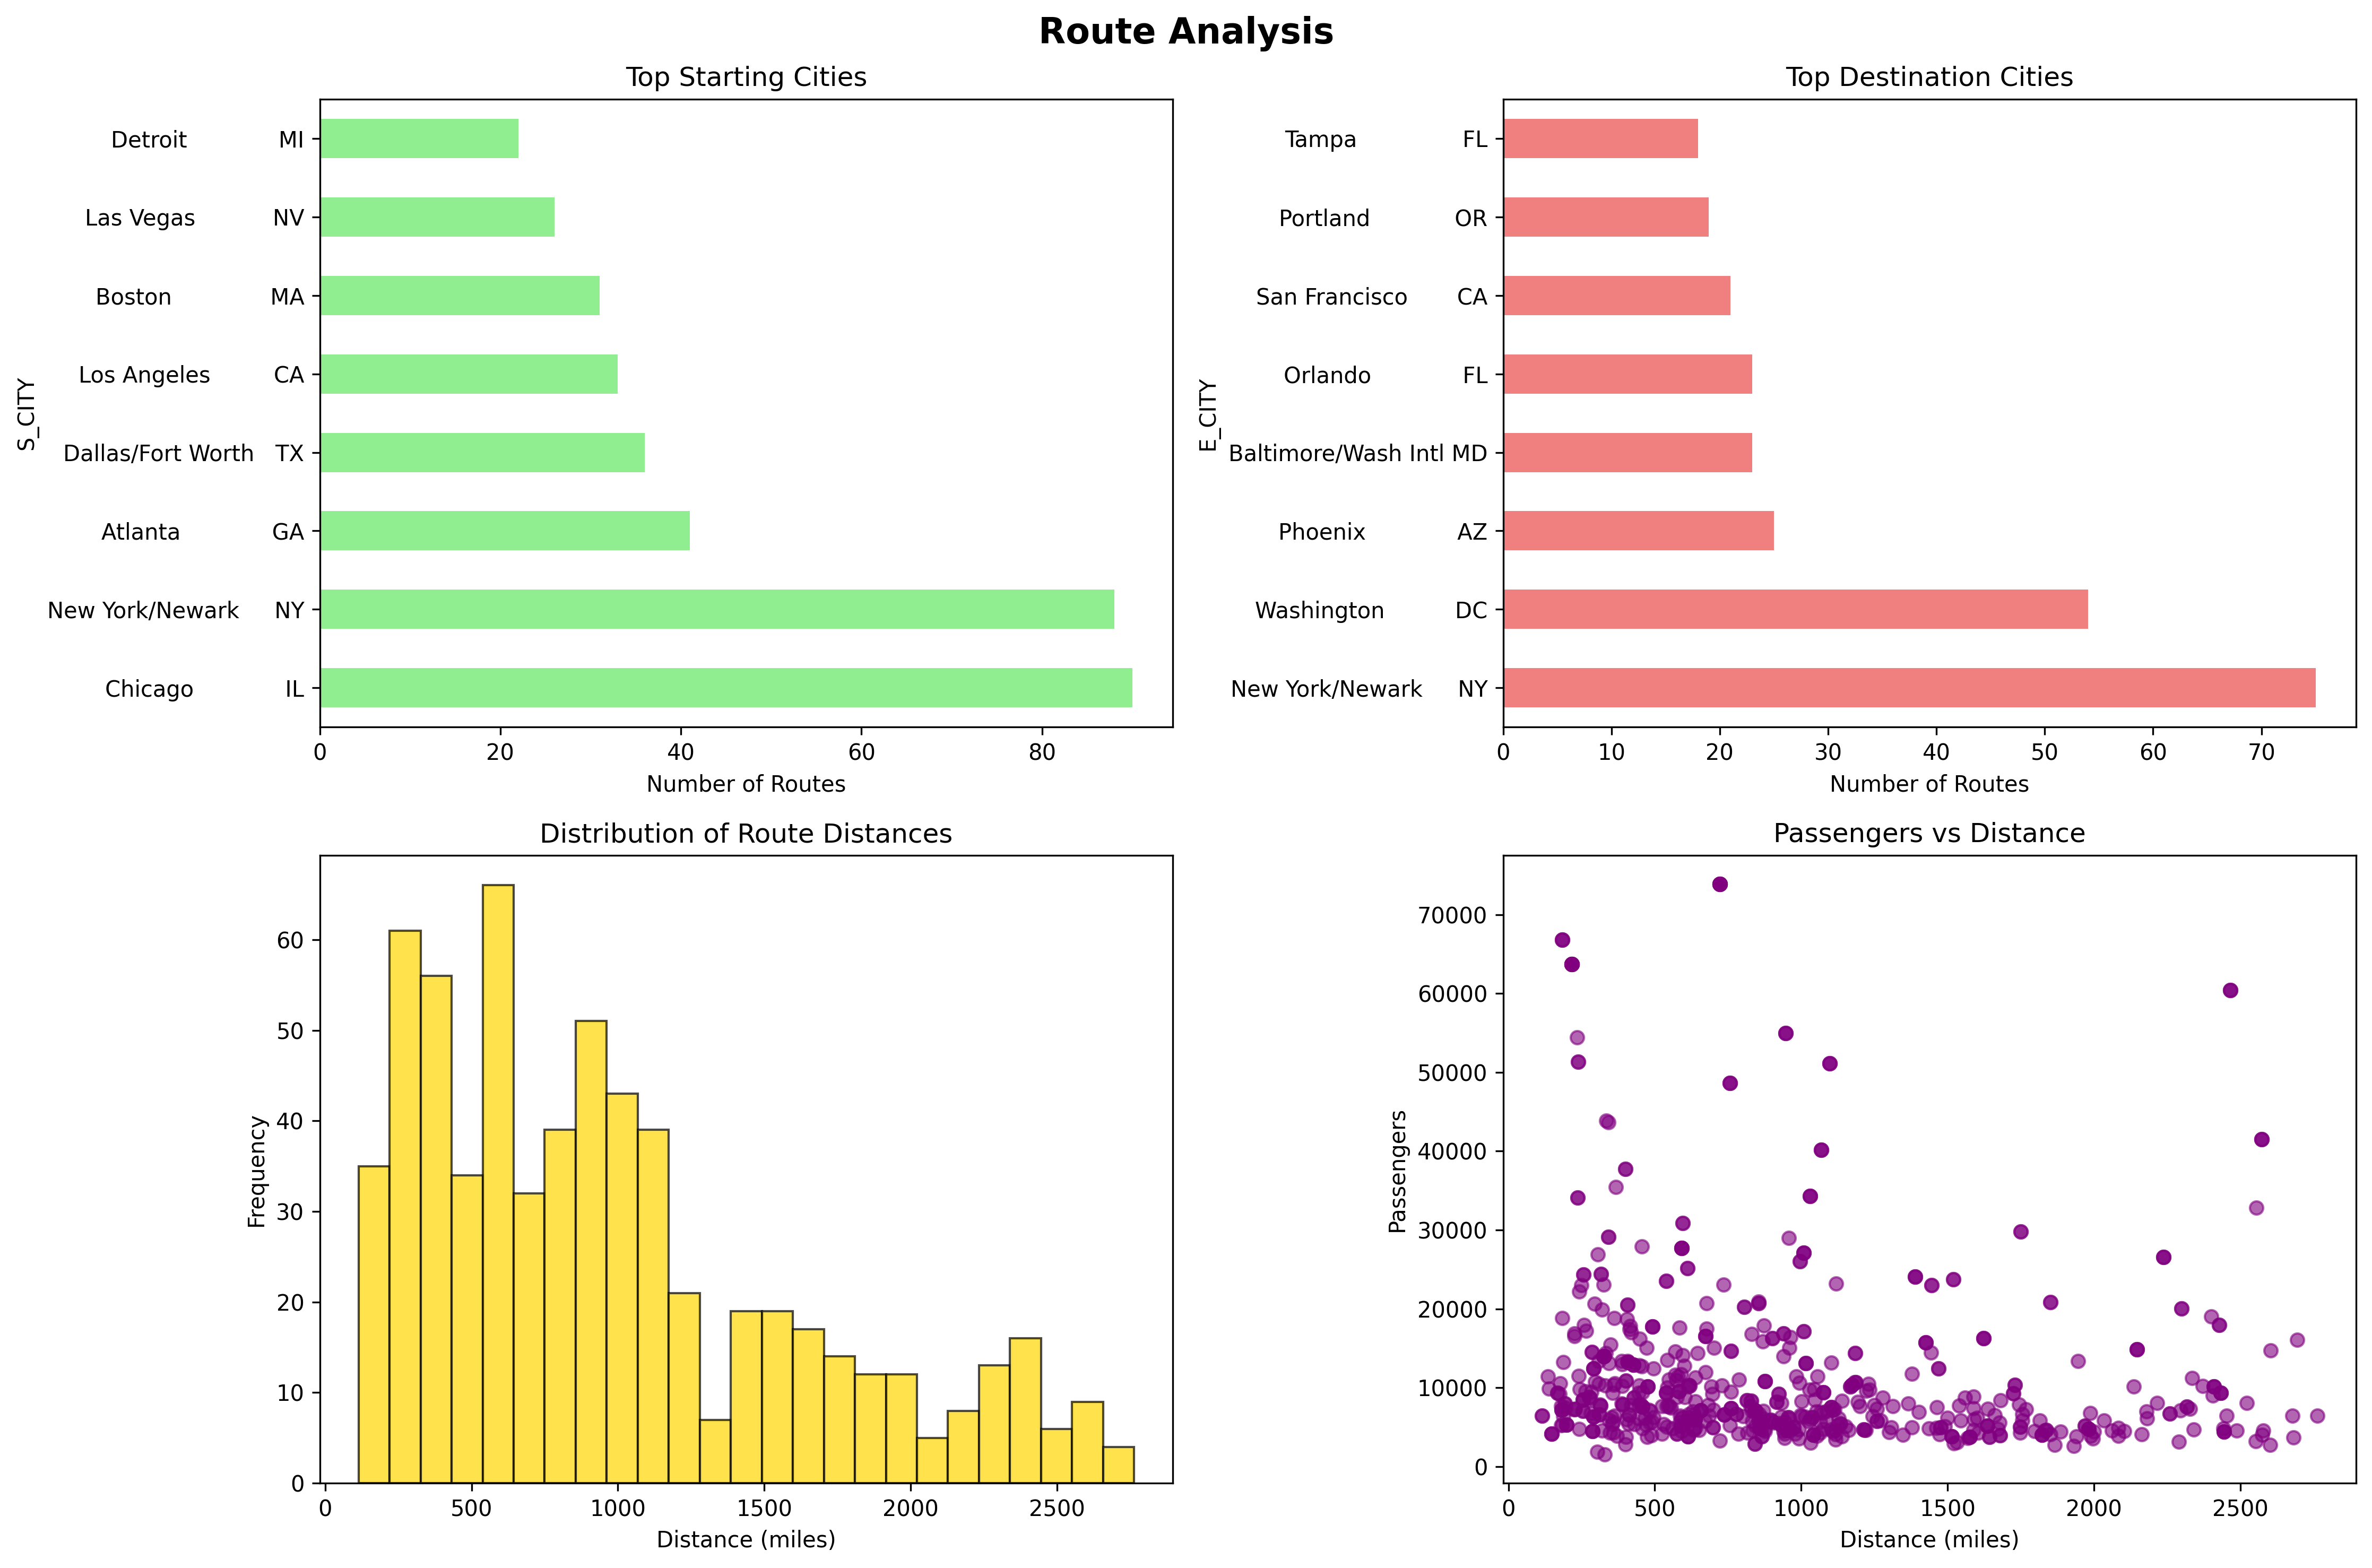 Route Analysis
Top Starting Cities
S_CITY
Detroit MI
Las Vegas NV
Boston MA
Los Angeles CA
Dallas/Fort Worth TX
Atlanta GA
New York/Newark NY
Chicago IL
0 20 40 60 80
Number of Routes
Top Destination Cities
E_CITY
Tampa FL
Portland OR
San Francisco CA
Orlando FL
Baltimore/Wash Intl MD
Phoenix AZ
Washington DC
New York/Newark NY
0 10 20 30 40 50 60 70
Number of Routes
Distribution of Route Distances
Frequency
60
50
40
30
20
10
0
0 500 1000 1500 2000 2500
Distance (miles)
Passengers vs Distance
Passengers
70000
60000
50000
40000
30000
20000
10000
0
0 500 1000 1500 2000 2500
Distance (miles)